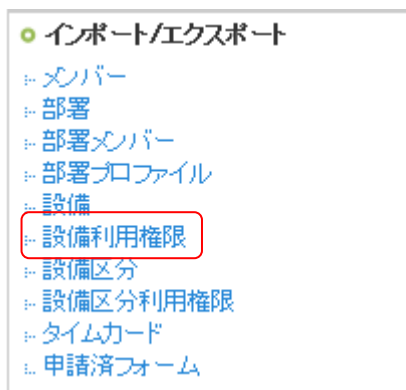 インポート/エクスポート
メンバー
部署
部署メンバー
部署プロファイル
設備
設備利用権限
設備区分
設備区分利用権限
タイムカード
申請済フォーム